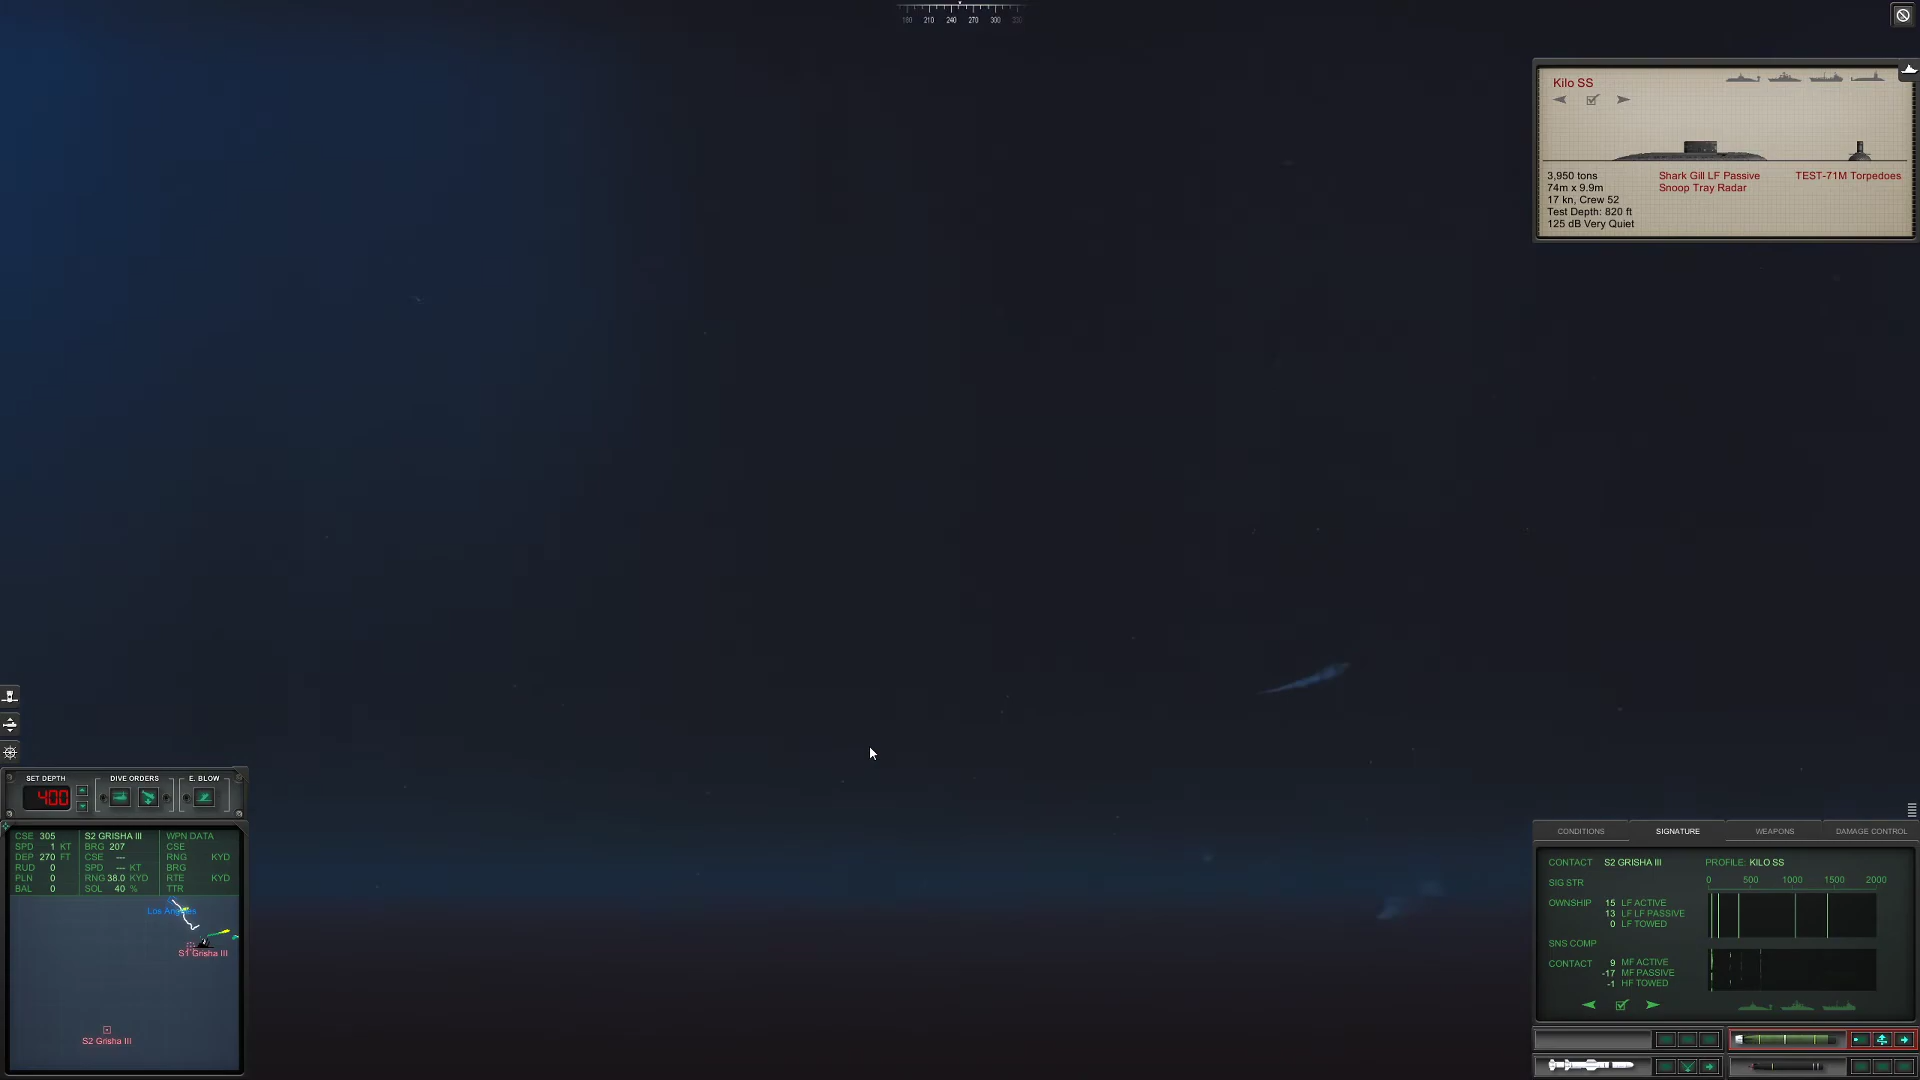 180 210 240 270 300 330
Kilo SS
3,950 tons
74m x 9.9m
17 kn, Crew 52
Test Depth: 820 ft
125 dB Very Quiet
Shark Gill LF Passive
Snoop Tray Radar
TEST-71M Torpedoes
SET DEPTH
400
DIVE ORDERS
E. BLOW
CSE 305
SPD 1 KT
DEP 270 FT
RUD 0
PLN 0
BAL 0
S2 GRISHA III
BRG 207
CSE ---
SPD --- KT
RNG 38.0 KYD
SOL 40 %
WPN DATA
CSE
RNG KYD
BRG
RTE KYD
TTR
Los Angeles
S1 Grisha III
S2 Grisha III
CONDITIONS
SIGNATURE
WEAPONS
DAMAGE CONTROL
CONTACT S2 GRISHA III
PROFILE: KILO SS
SIG STR
0 500 1000 1500 2000
OWNSHIP 15 LF ACTIVE
13 LF LF PASSIVE
0 LF TOWED
SNS COMP
CONTACT 9 MF ACTIVE
-17 MF PASSIVE
-1 HF TOWED